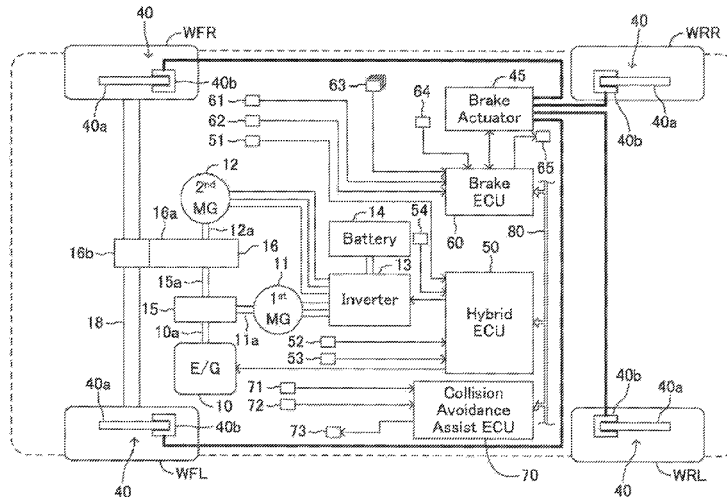 40
WFR
40b
40a
63
61
62
51
64
45
Brake
Actuator
65
40
WRR
40b
40a
12
2nd
MG
16a
12a
16
16b
14
Battery
54
13
Inverter
Brake
ECU
60
80
50
Hybrid
ECU
15a
11
1st
MG
15
18
10a
11a
E/G
10
52
53
71
72
73
Collision
Avoidance
Assist ECU
70
40a
40b
WFL
40
40b
40a
40
WRL